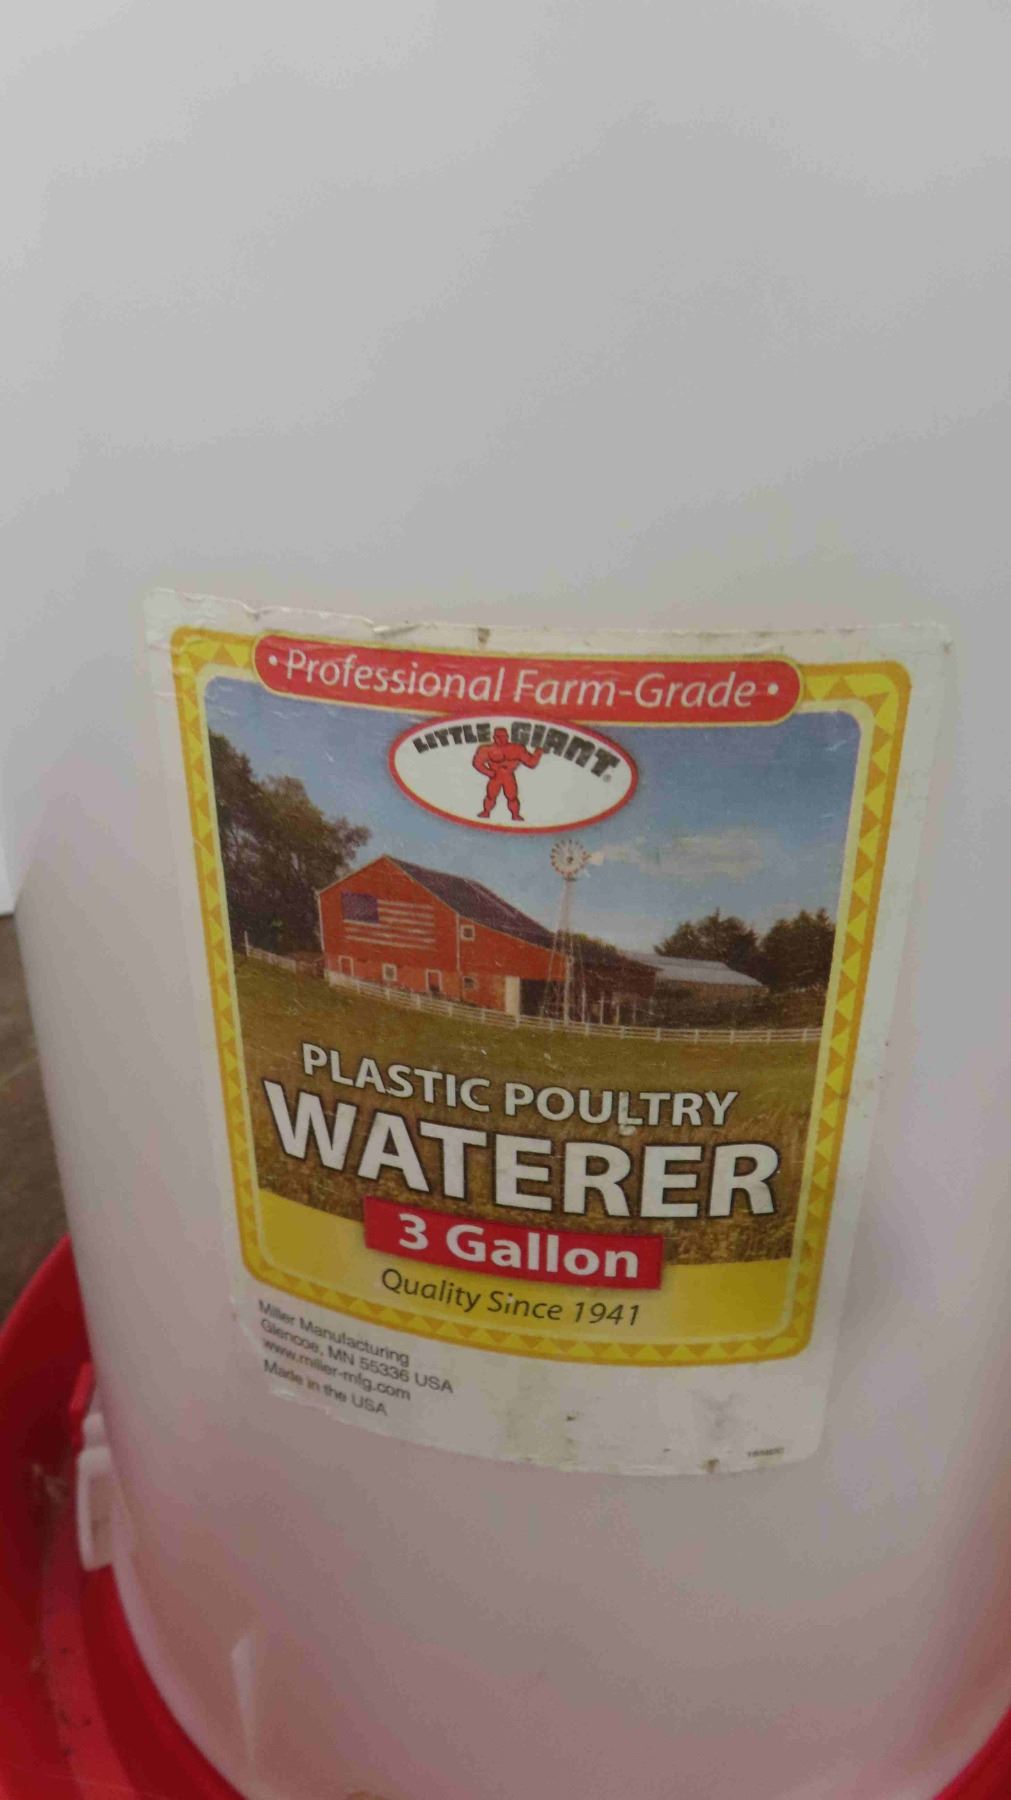 • Professional Farm-Grade •
LITTLE GIANT®
PLASTIC POULTRY
WATERER
3 Gallon
Quality Since 1941
Miller Manufacturing
Glencoe, MN 55336 USA
www.miller-mfg.com
Made in the USA